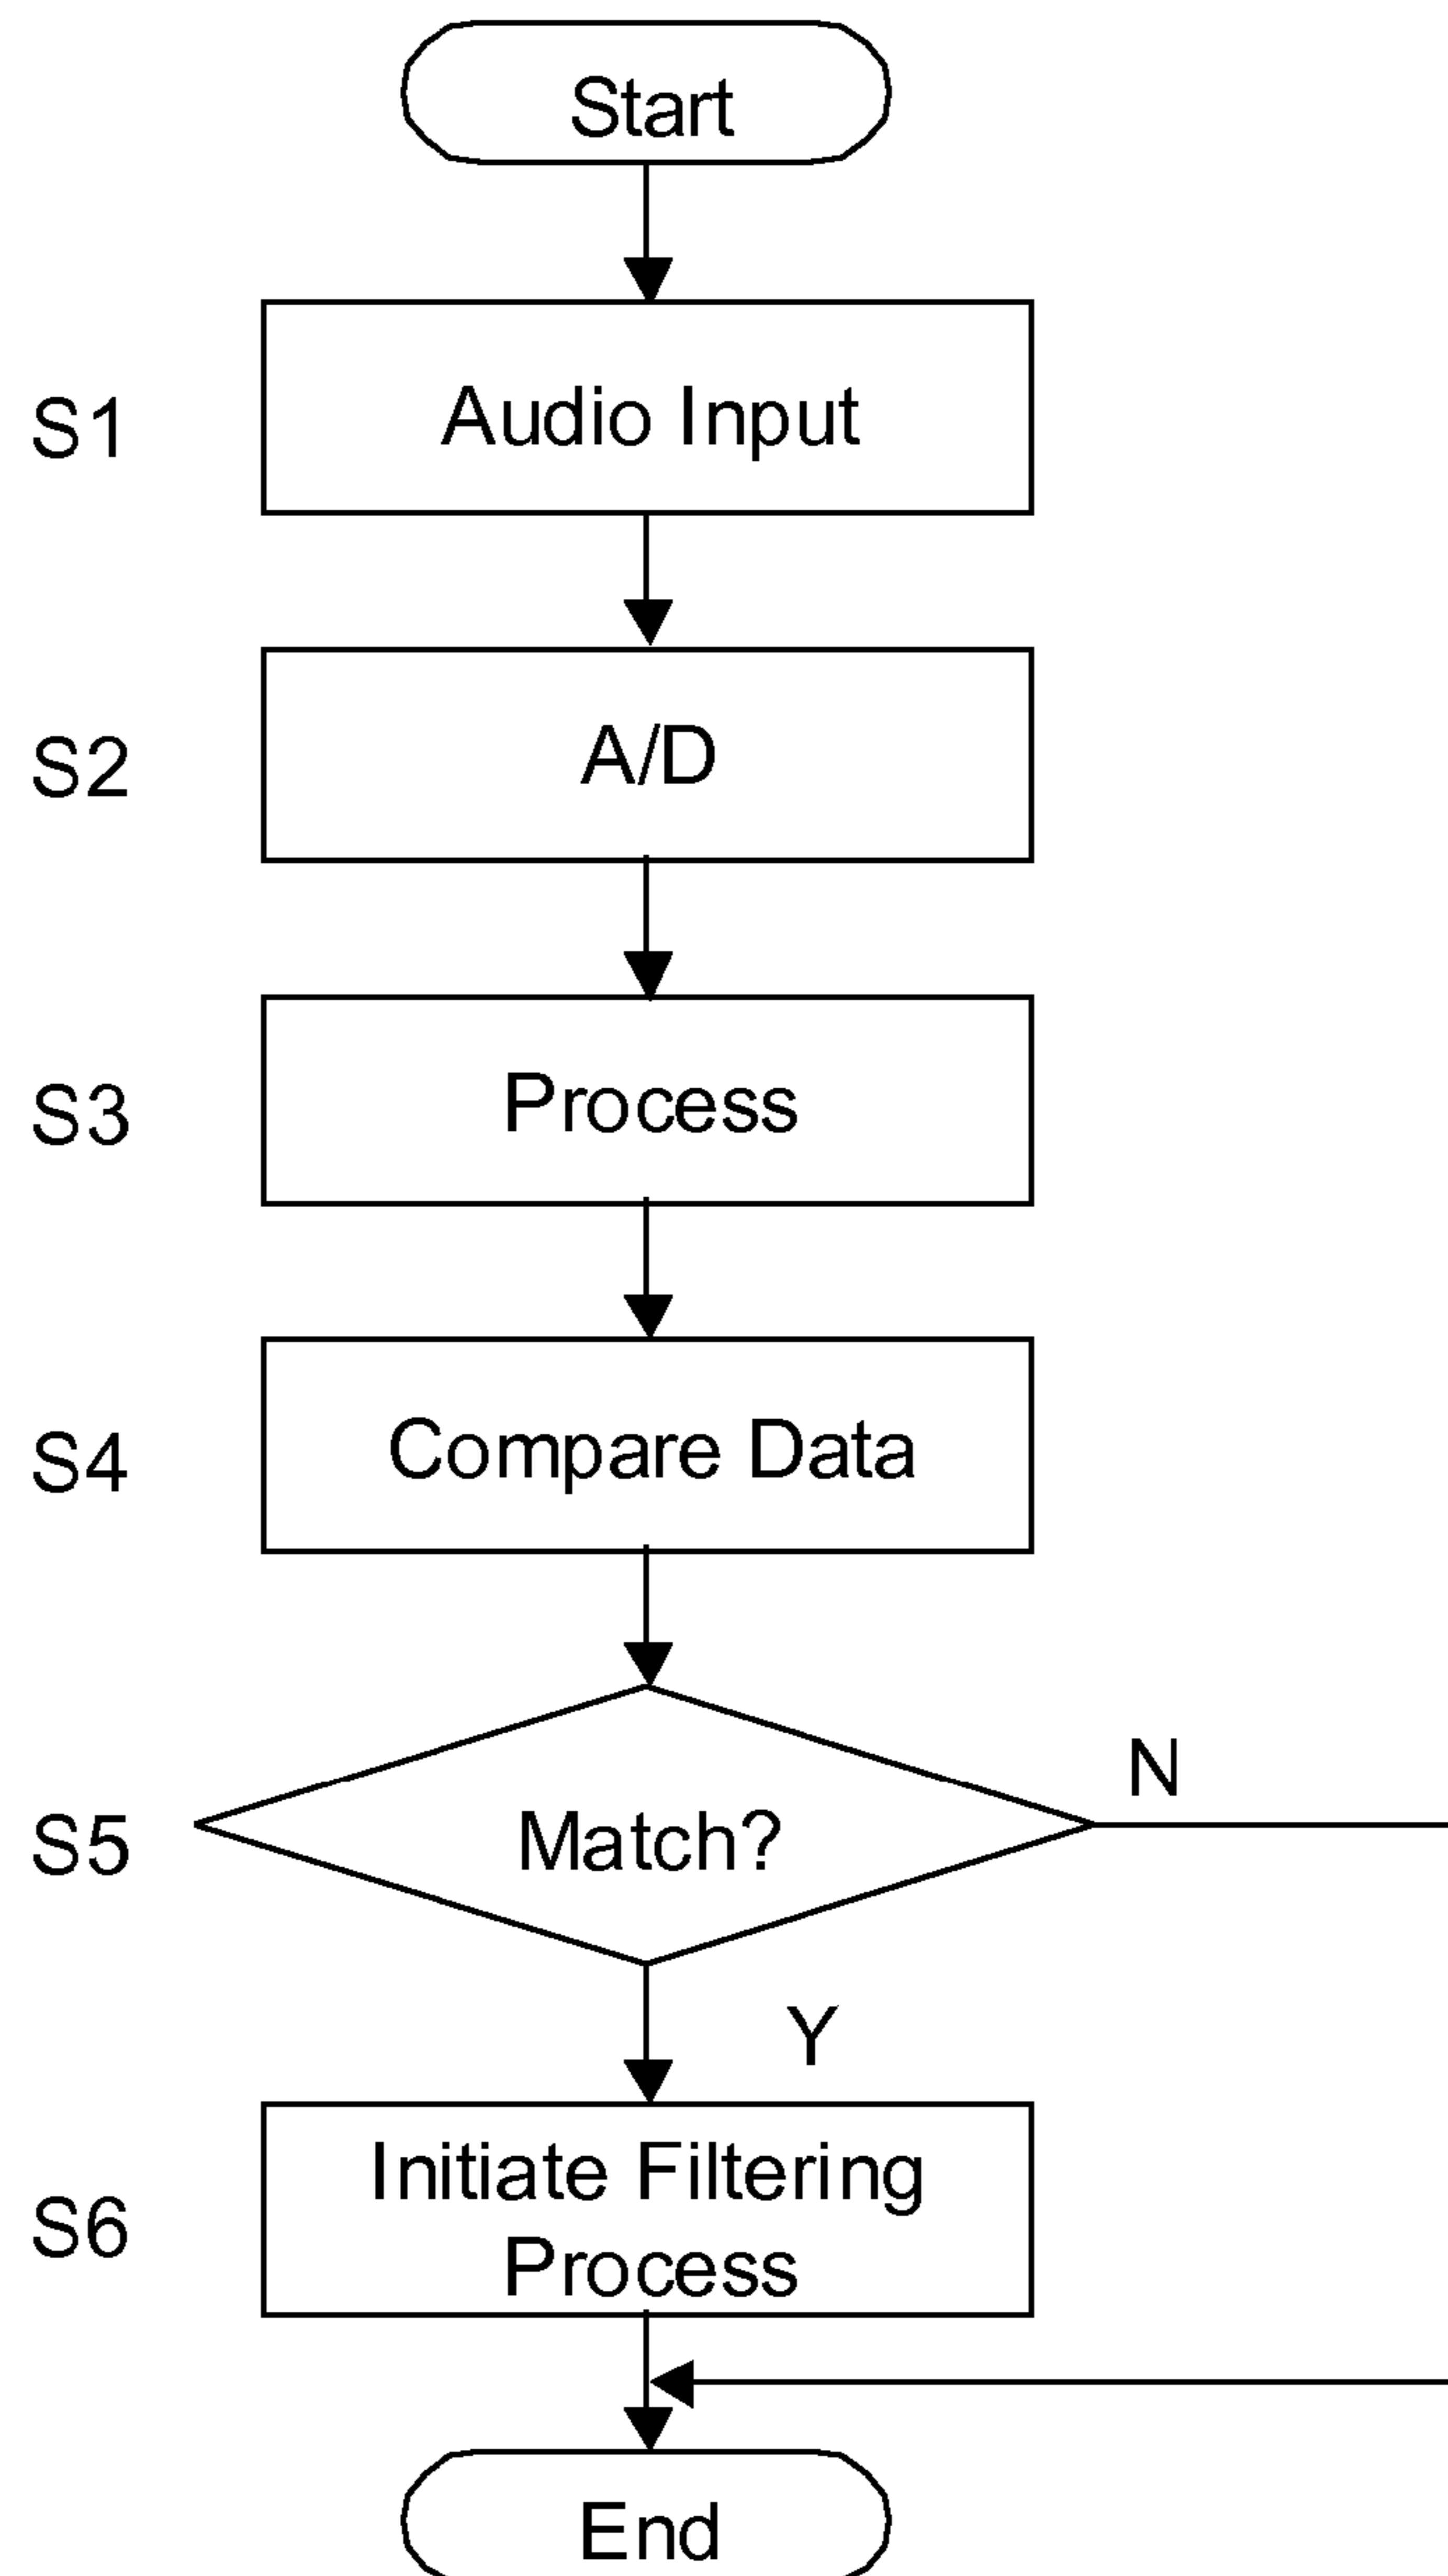 Start
S1
Audio Input
S2
A/D
S3
Process
S4
Compare Data
S5
Match?
N
Y
S6
Initiate Filtering
Process
End